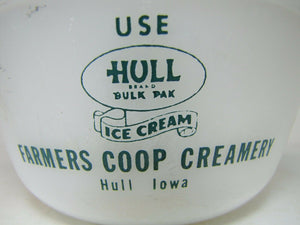 USE
HULL
BRAND
BULK PAK
ICE CREAM
FARMERS COOP CREAMERY
Hull Iowa